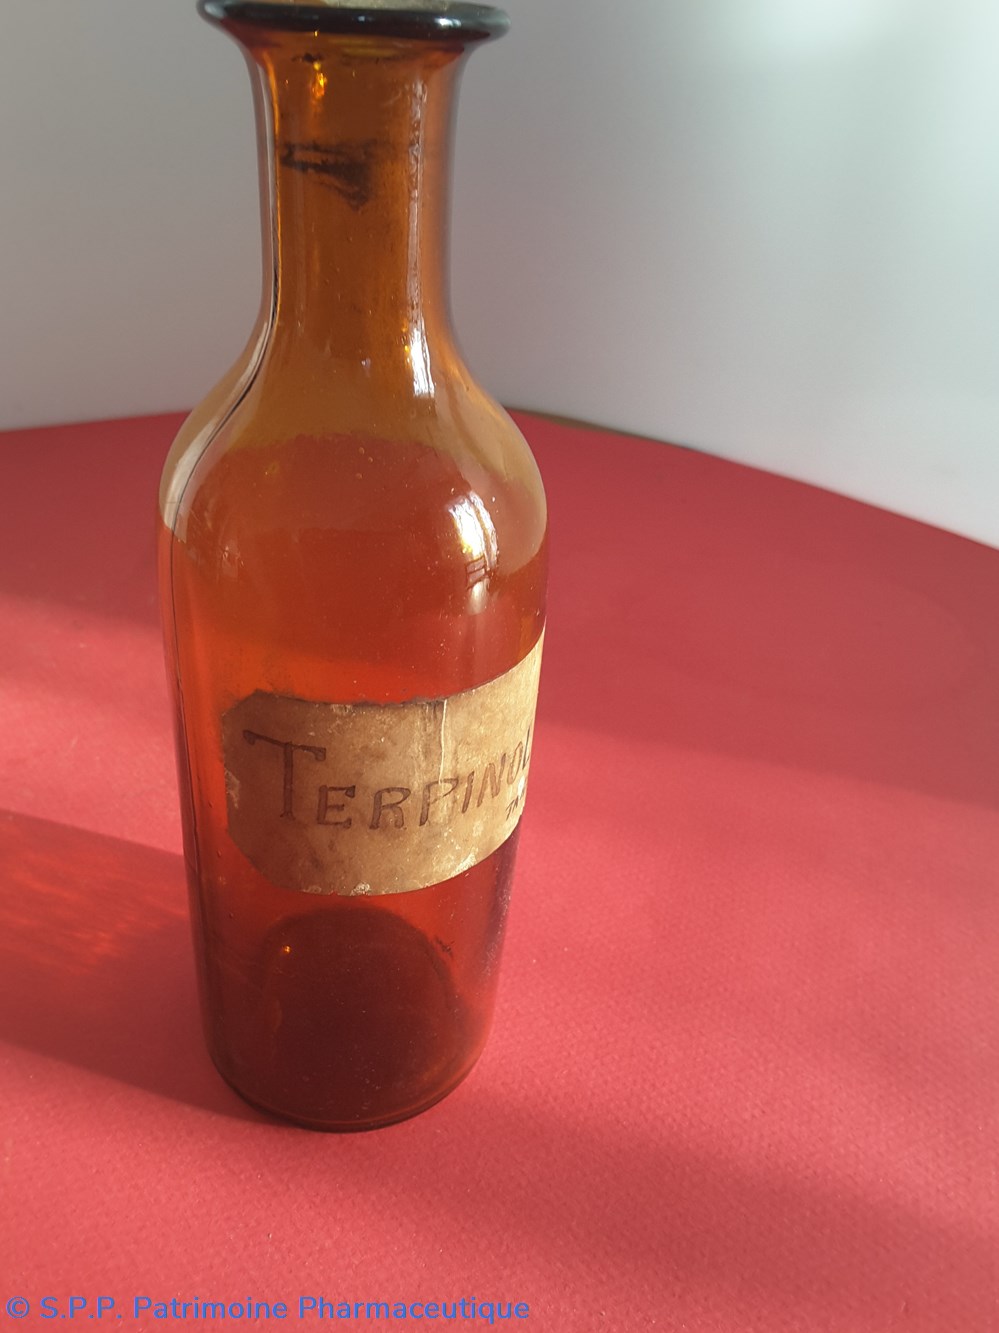 TERPINOL
© S.P.P. Patrimoine Pharmaceutique